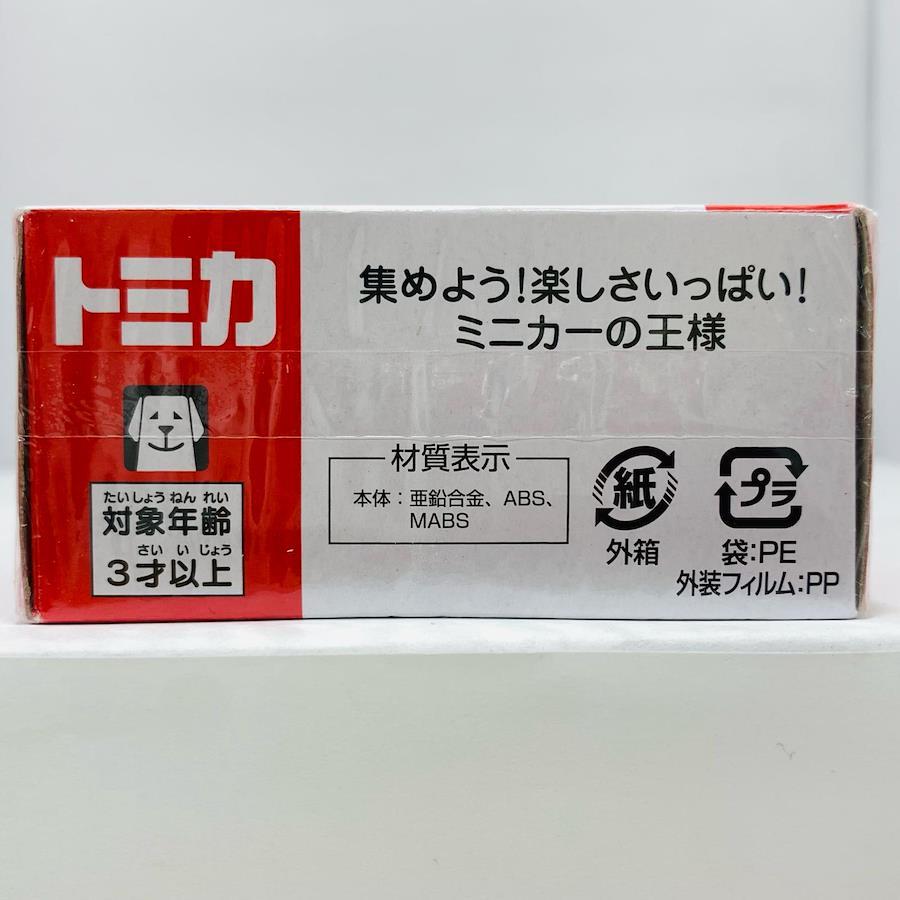 トミカ
集めよう!楽しさいっぱい!
ミニカーの王様
たいしょうねんれい
対象年齢
さいいじょう
3才以上
材質表示
本体：亜鉛合金、ABS、
MABS
紙
外箱
プラ
袋:PE
外装フィルム:PP